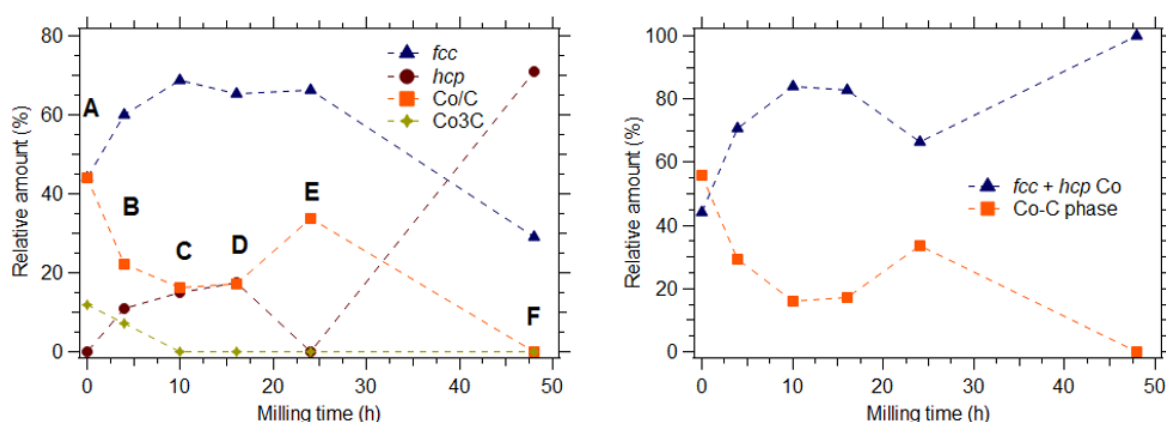 80
60
40
20
0
Relative amount (%)
A
B
C
D
E
F
fcc
hcp
Co/C
Co3C
0 10 20 30 40 50
Milling time (h)
100
80
60
40
20
0
Relative amount (%)
fcc + hcp Co
Co-C phase
0 10 20 30 40 50
Milling time (h)